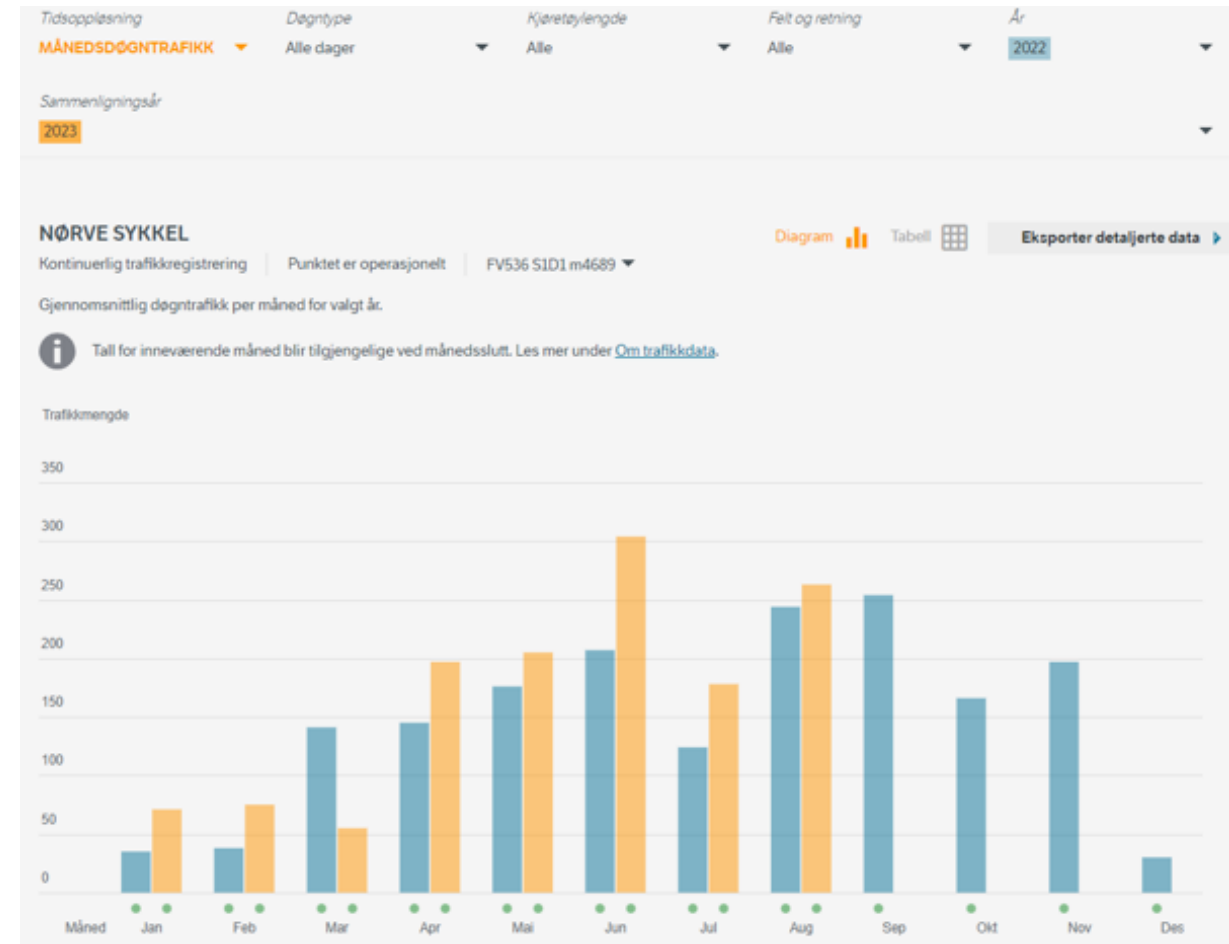 Tidsoppløsning Døgntype Kjøretøylengde Felt og retning År
MÅNEDSDØGNTRAFIKK Alle dager Alle Alle 2022
Sammenligningsår
2023
NØRVE SYKKEL Diagram Tabell Eksporter detaljerte data
Kontinuerlig trafikkregistrering Punktet er operasjonelt FV536 S1D1 m4689
Gjennomsnittlig døgntrafikk per måned for valgt år.
Tall for inneværende måned blir tilgjengelige ved månedsslutt. Les mer under Om trafikkdata.
Trafikkmengde
350
300
250
200
150
100
50
0
Måned Jan Feb Mar Apr Mai Jun Jul Aug Sep Okt Nov Des